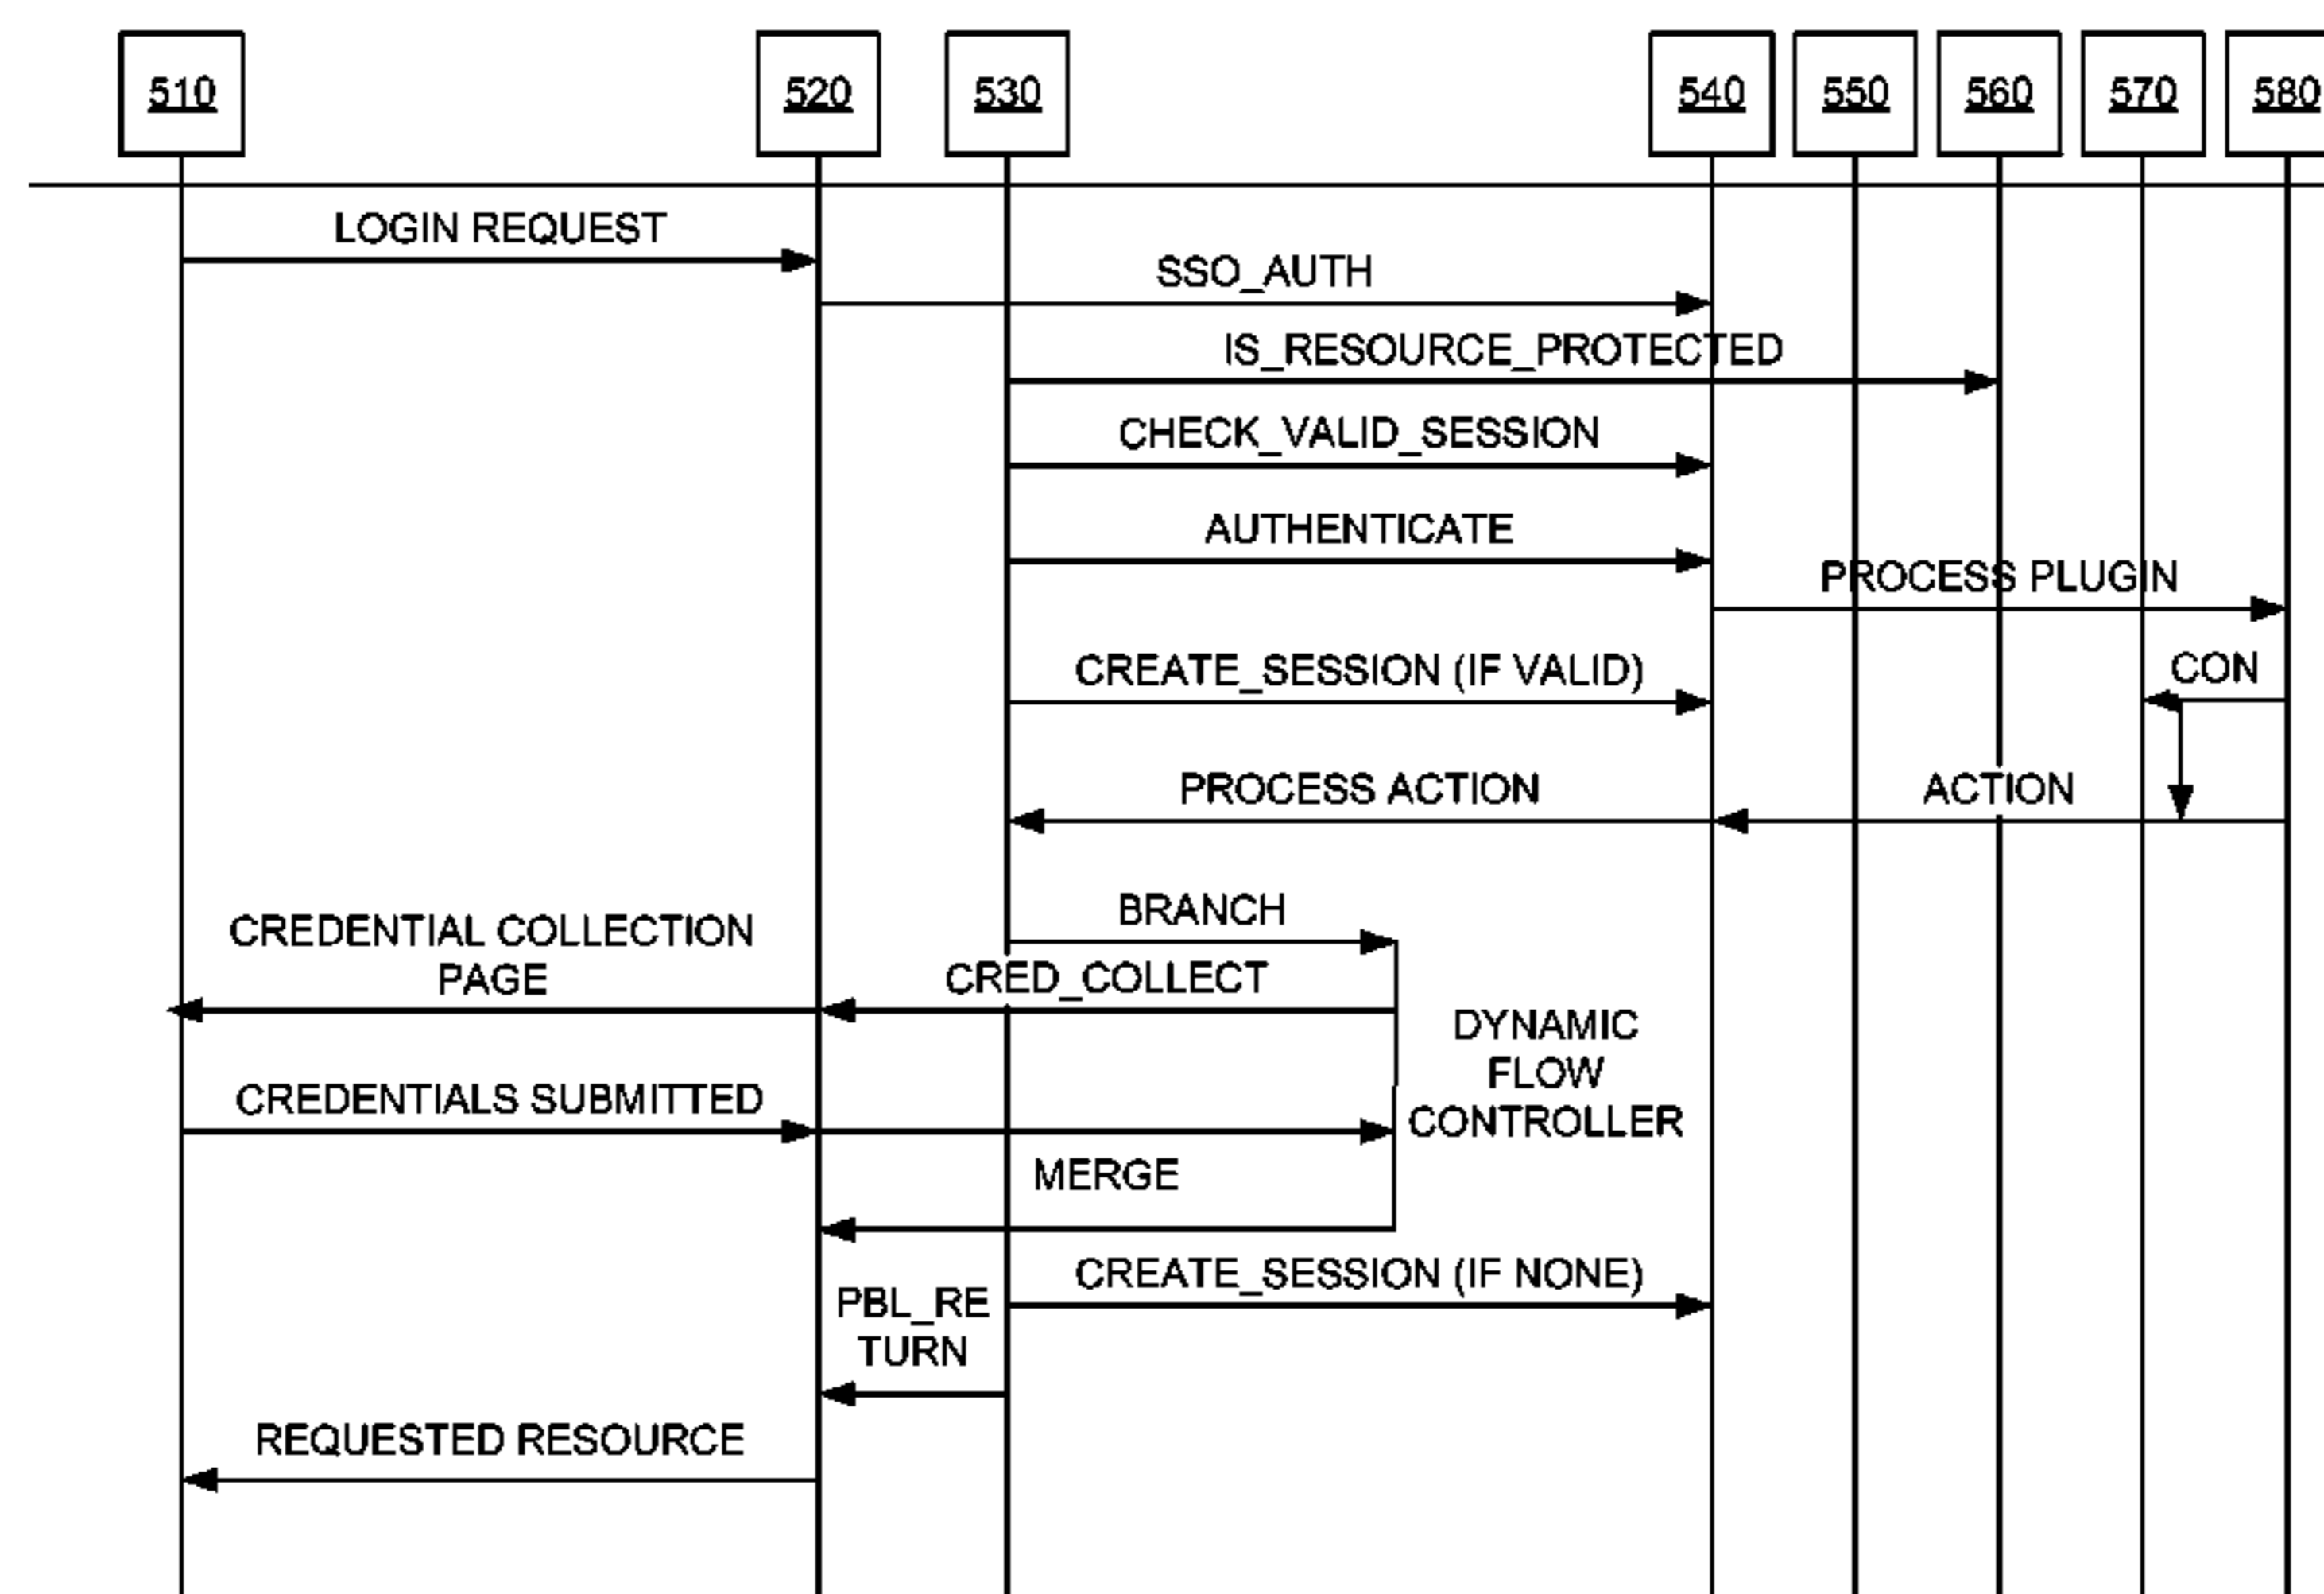 510
520
530
540
550
560
570
580
LOGIN REQUEST
SSO_AUTH
IS_RESOURCE_PROTECTED
CHECK_VALID_SESSION
AUTHENTICATE
PROCESS PLUGIN
CREATE_SESSION (IF VALID)
CON
PROCESS ACTION
ACTION
BRANCH
CREDENTIAL COLLECTION
PAGE
CRED_COLLECT
DYNAMIC
FLOW
CONTROLLER
CREDENTIALS SUBMITTED
MERGE
CREATE_SESSION (IF NONE)
PBL_RE
TURN
REQUESTED RESOURCE